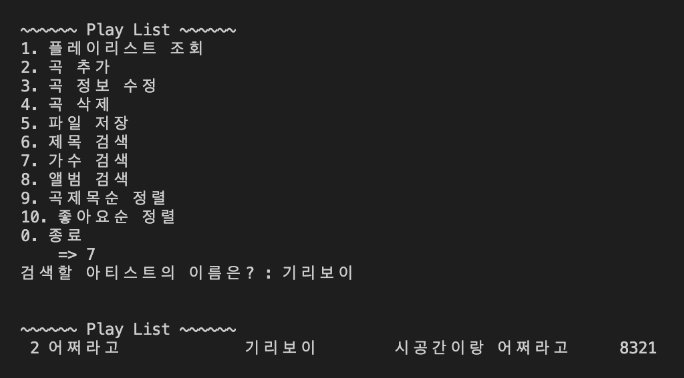 ~~~~~~ Play List ~~~~~~
1. 플레이리스트 조회
2. 곡 추가
3. 곡 정보 수정
4. 곡 삭제
5. 파일 저장
6. 제목 검색
7. 가수 검색
8. 앨범 검색
9. 곡제목순 정렬
10. 좋아요순 정렬
0. 종료
=> 7
검색할 아티스트의 이름은? : 기리보이
~~~~~~ Play List ~~~~~~
2 어쩌라고 기리보이 시공간이랑 어쩌라고 8321